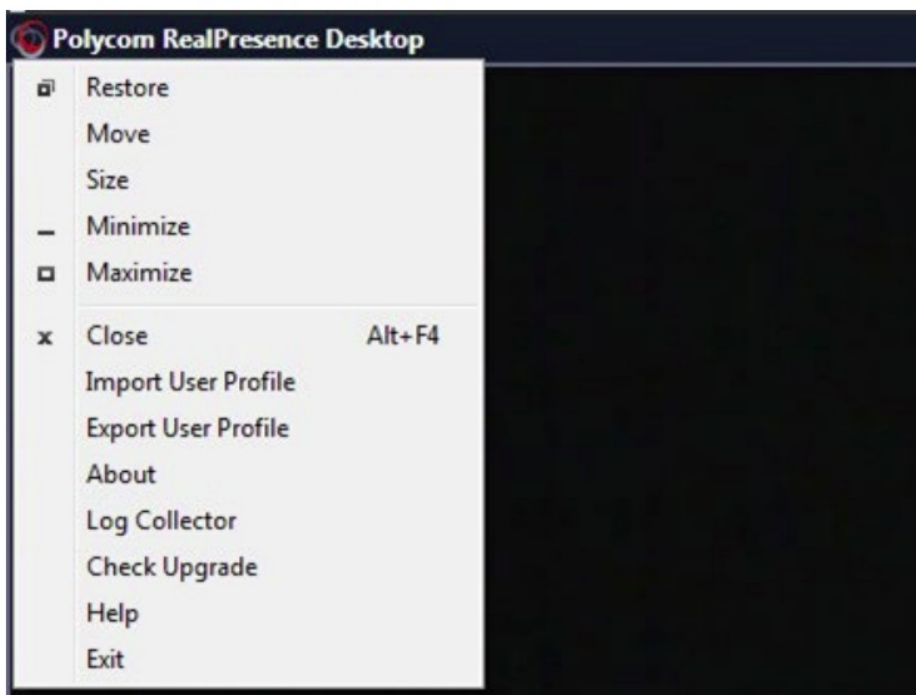 Polycom RealPresence Desktop
Restore
Move
Size
Minimize
Maximize
Close Alt+F4
Import User Profile
Export User Profile
About
Log Collector
Check Upgrade
Help
Exit